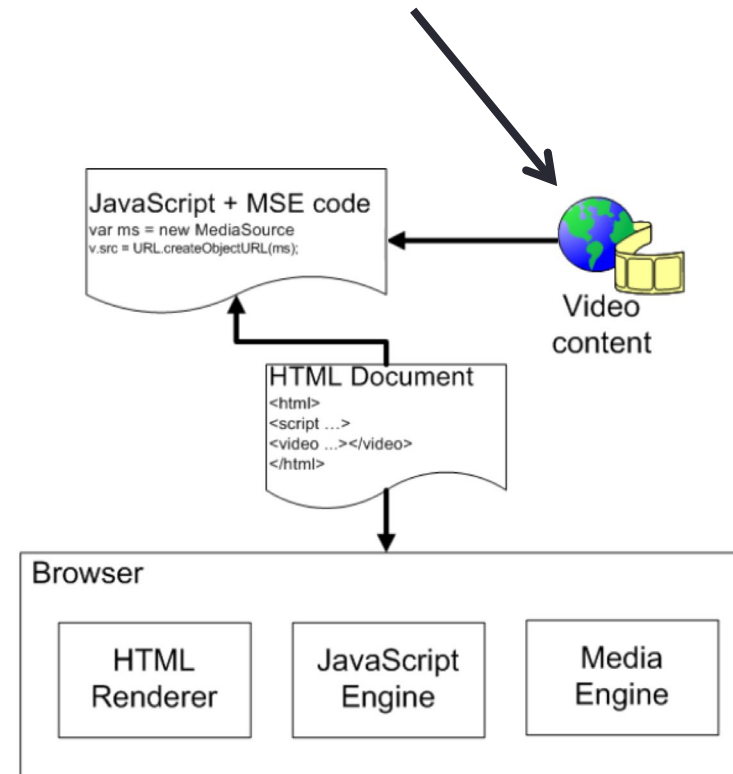 JavaScript + MSE code
var ms = new MediaSource
v.src = URL.createObjectURL(ms);
Video
content
HTML Document
<html>
<script ...>
<video ...></video>
</html>
Browser
HTML
Renderer
JavaScript
Engine
Media
Engine